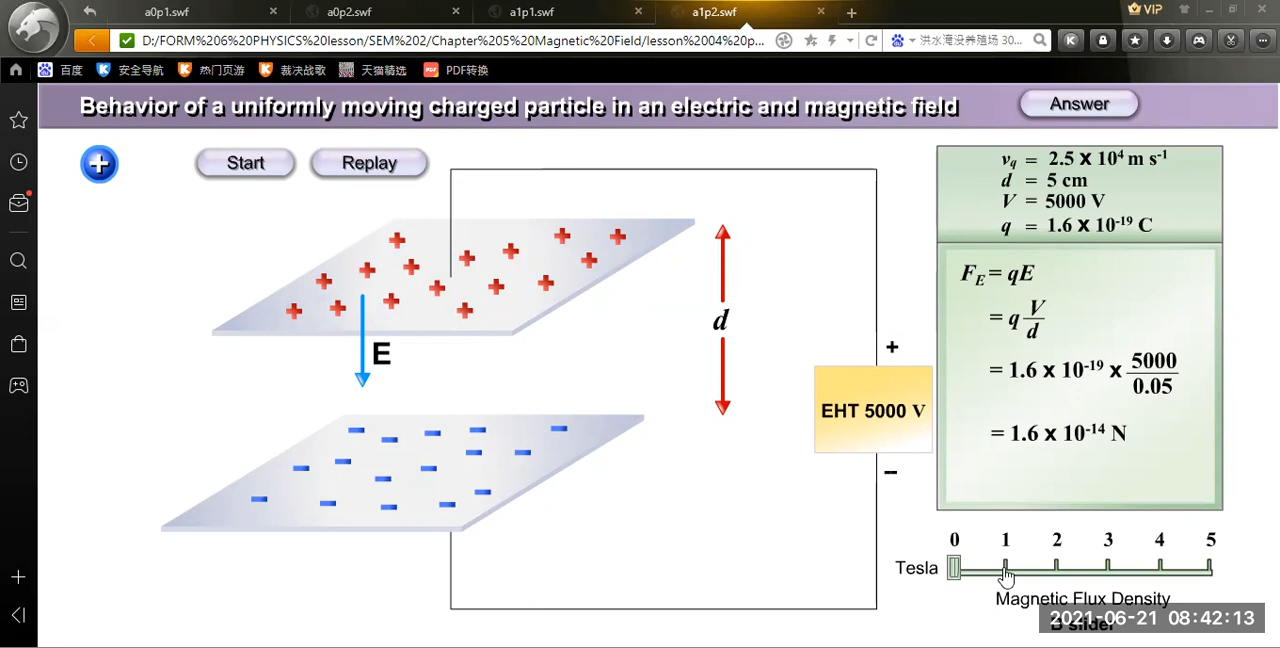 a0p1.swf
a0p2.swf
a1p1.swf
a1p2.swf
VIP
D:/FORM%206%20PHYSICS%20lesson/SEM%202/Chapter%205%20Magnetic%20Field/lesson%2004%20p...
洪水湾没养殖场 30...
百度
安全导航
热门页游
裁决战歌
天猫精选
PDF转换
Behavior of a uniformly moving charged particle in an electric and magnetic field
Answer
Start
Replay
v_q = 2.5 x 10⁴ m s⁻¹
d = 5 cm
V = 5000 V
q = 1.6 x 10⁻¹⁹ C
F_E = qE
= q V/d
= 1.6 x 10⁻¹⁹ x 5000/0.05
= 1.6 x 10⁻¹⁴ N
E
d
+
EHT 5000 V
–
0 1 2 3 4 5
Tesla
Magnetic Flux Density
B slider
2021-06-21 08:42:13